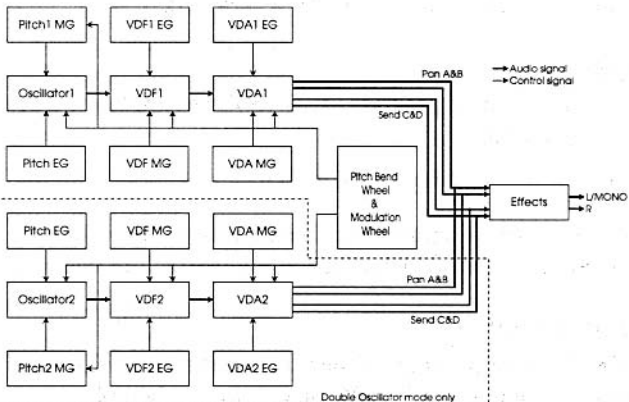 Pitch1 MG
VDF1 EG
VDA1 EG
Pan A&B
Audio signal
Control signal
Oscillator1
VDF1
VDA1
Send C&D
Pitch EG
VDF MG
VDA MG
Pitch Bend
Wheel
&
Modulation
Wheel
Effects
L/MONO
R
Pitch EG
VDF MG
VDA MG
Pan A&B
Oscillator2
VDF2
VDA2
Send C&D
Pitch2 MG
VDF2 EG
VDA2 EG
Double Oscillator mode only